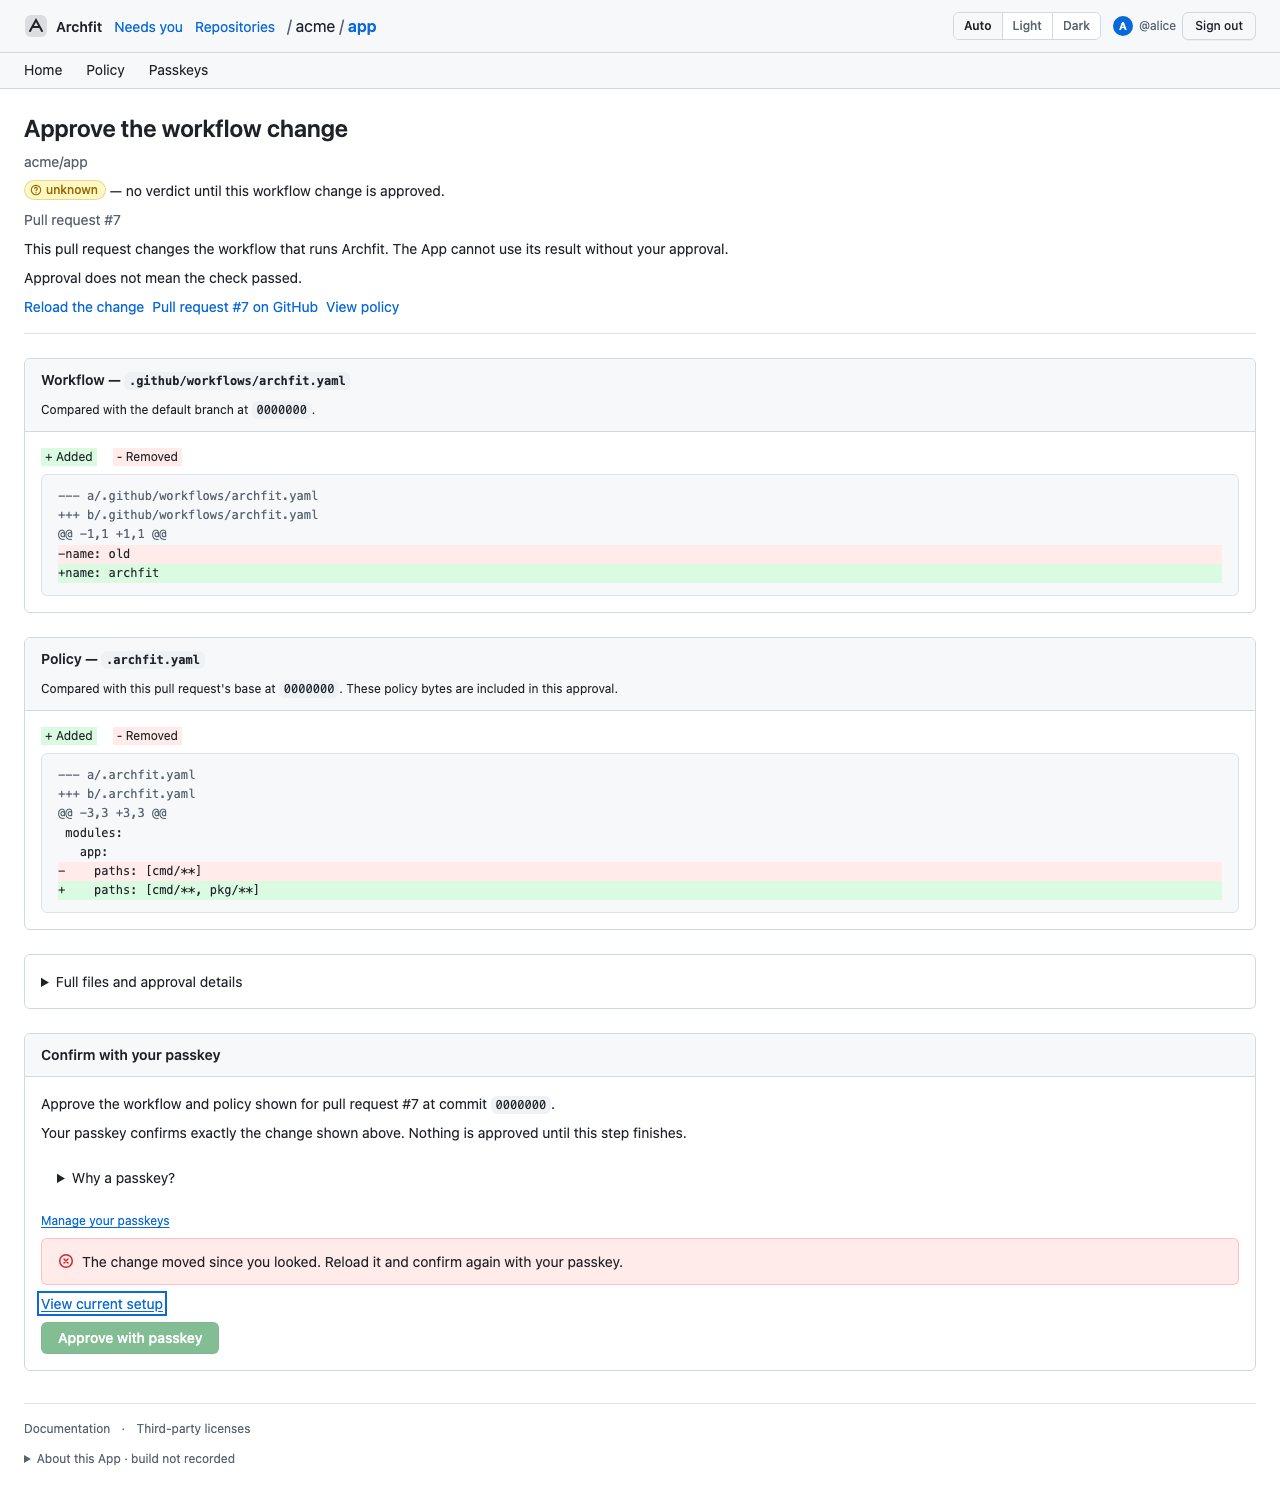 Archfit Needs you Repositories / acme / app Auto Light Dark A @alice Sign out
Home Policy Passkeys
Approve the workflow change
acme/app
unknown — no verdict until this workflow change is approved.
Pull request #7
This pull request changes the workflow that runs Archfit. The App cannot use its result without your approval.
Approval does not mean the check passed.
Reload the change Pull request #7 on GitHub View policy
Workflow — .github/workflows/archfit.yaml
Compared with the default branch at 0000000.
+ Added - Removed
--- a/.github/workflows/archfit.yaml
+++ b/.github/workflows/archfit.yaml
@@ -1,1 +1,1 @@
-name: old
+name: archfit
Policy — .archfit.yaml
Compared with this pull request's base at 0000000. These policy bytes are included in this approval.
+ Added - Removed
--- a/.archfit.yaml
+++ b/.archfit.yaml
@@ -3,3 +3,3 @@
 modules:
   app:
-    paths: [cmd/**]
+    paths: [cmd/**, pkg/**]
Full files and approval details
Confirm with your passkey
Approve the workflow and policy shown for pull request #7 at commit 0000000.
Your passkey confirms exactly the change shown above. Nothing is approved until this step finishes.
Why a passkey?
Manage your passkeys
The change moved since you looked. Reload it and confirm again with your passkey.
View current setup
Approve with passkey
Documentation · Third-party licenses
About this App · build not recorded